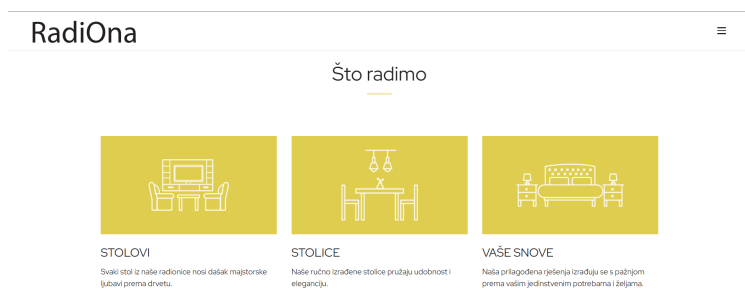 RadiOna
Što radimo
STOLOVI
Svaki stol iz naše radionice nosi dašak majstorske
ljubavi prema drvetu.
STOLICE
Naše ručno izrađene stolice pružaju udobnost i
eleganciju.
VAŠE SNOVE
Naša prilagođena rješenja izrađuju se s pažnjom
prema vašim jedinstvenim potrebama i željama.